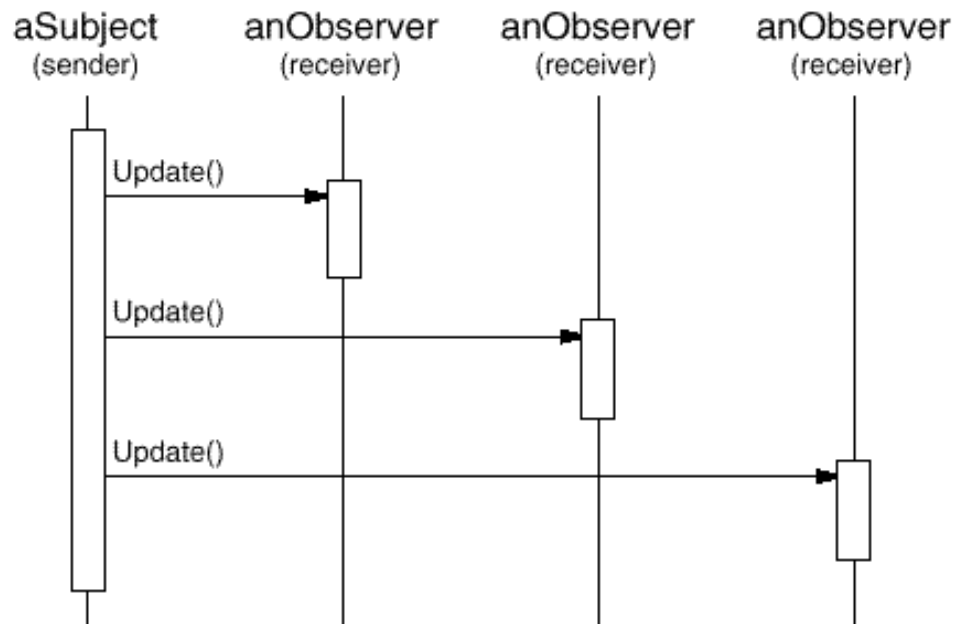 aSubject
(sender)
anObserver
(receiver)
anObserver
(receiver)
anObserver
(receiver)
Update()
Update()
Update()